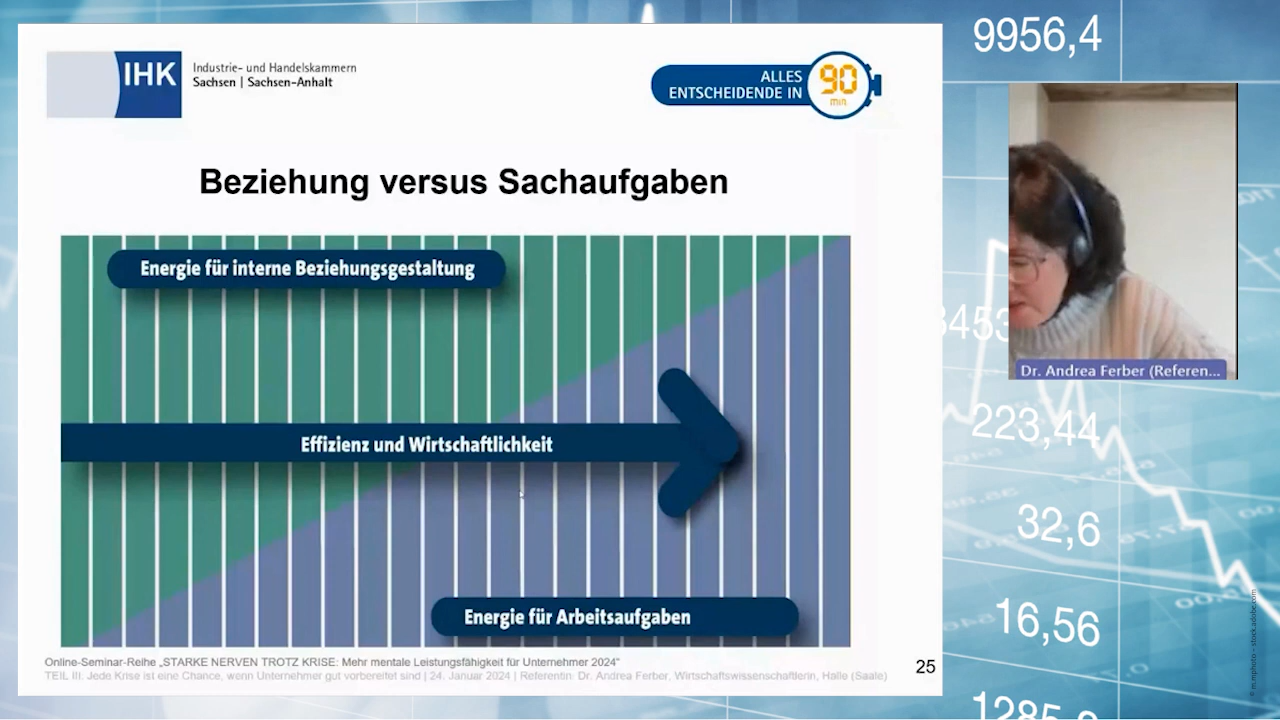 IHK
Industrie- und Handelskammern
Sachsen | Sachsen-Anhalt
ALLES
ENTSCHEIDENDE IN
90
min
Beziehung versus Sachaufgaben
Energie für interne Beziehungsgestaltung
Effizienz und Wirtschaftlichkeit
Energie für Arbeitsaufgaben
Online-Seminar-Reihe „STARKE NERVEN TROTZ KRISE: Mehr mentale Leistungsfähigkeit für Unternehmer 2024“
TEIL III: Jede Krise ist eine Chance, wenn Unternehmer gut vorbereitet sind | 24. Januar 2024 | Referentin: Dr. Andrea Ferber, Wirtschaftswissenschaftlerin, Halle (Saale)
25
9956,4
Dr. Andrea Ferber (Referen...
3453
223,44
32,6
16,56